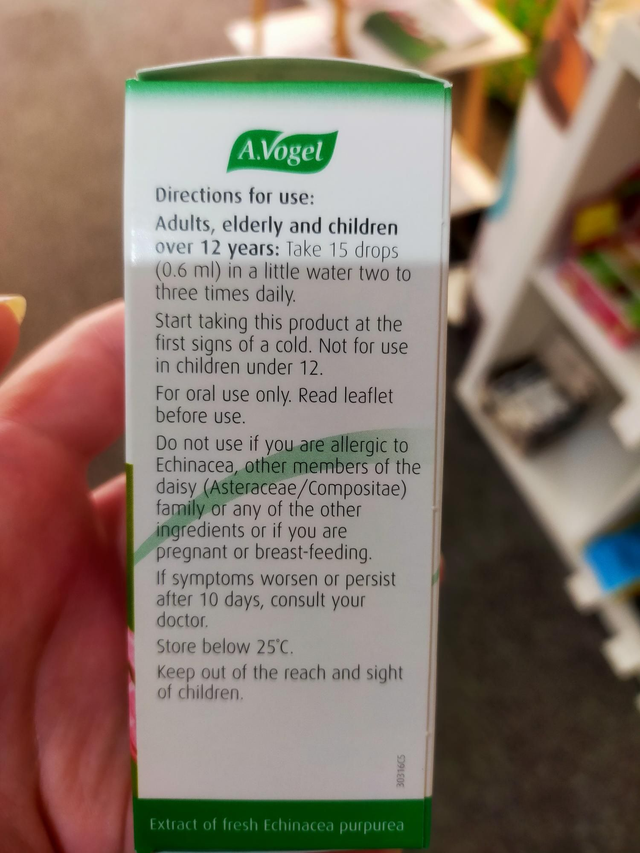 A.Vogel
Directions for use:
Adults, elderly and children
over 12 years: Take 15 drops
(0.6 ml) in a little water two to
three times daily.
Start taking this product at the
first signs of a cold. Not for use
in children under 12.
For oral use only. Read leaflet
before use.
Do not use if you are allergic to
Echinacea, other members of the
daisy (Asteraceae/Compositae)
family or any of the other
ingredients or if you are
pregnant or breast-feeding.
If symptoms worsen or persist
after 10 days, consult your
doctor.
Store below 25°C.
Keep out of the reach and sight
of children.
30316C5
Extract of fresh Echinacea purpurea